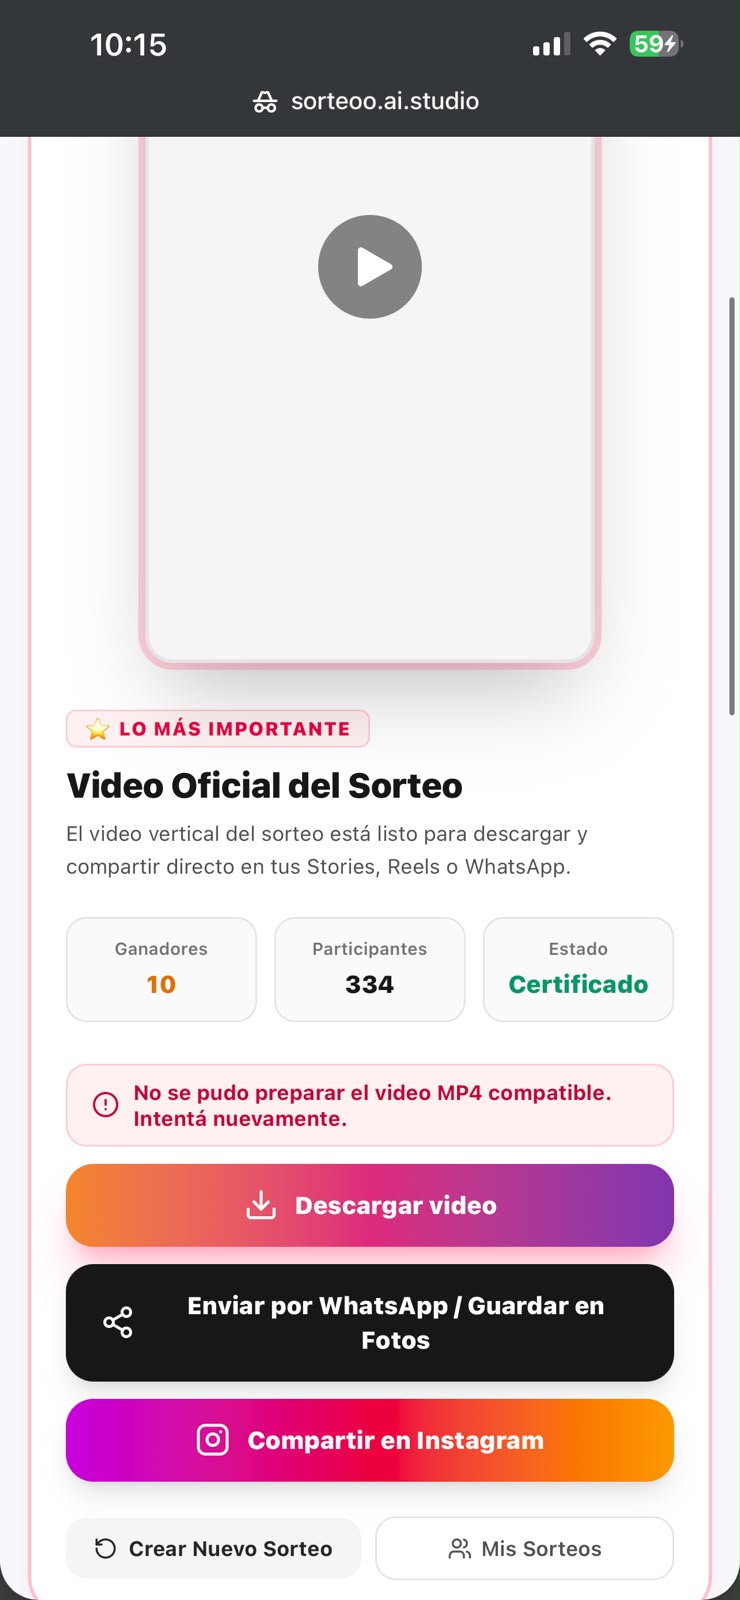 10:15
59
sorteoo.ai.studio
LO MÁS IMPORTANTE
Video Oficial del Sorteo
El video vertical del sorteo está listo para descargar y
compartir directo en tus Stories, Reels o WhatsApp.
Ganadores
10
Participantes
334
Estado
Certificado
No se pudo preparar el video MP4 compatible.
Intentá nuevamente.
Descargar video
Enviar por WhatsApp / Guardar en
Fotos
Compartir en Instagram
Crear Nuevo Sorteo
Mis Sorteos